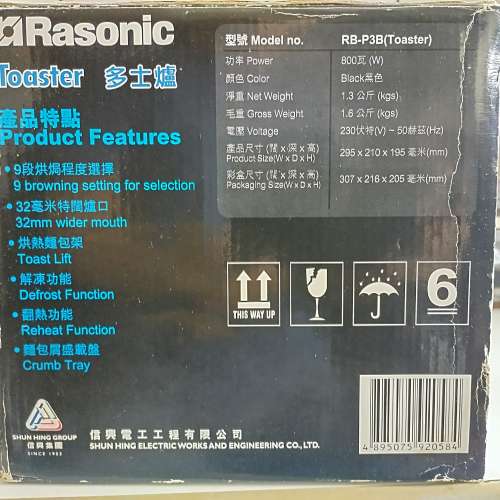 Rasonic
Toaster 多士爐
產品特點
Product Features
• 9段烘焗程度選擇
9 browning setting for selection
• 32毫米特闊爐口
32mm wider mouth
• 烘熱麵包架
Toast Lift
• 解凍功能
Defrost Function
• 翻熱功能
Reheat Function
• 麵包屑盛載盤
Crumb Tray
型號 Model no. RB-P3B(Toaster)
功率 Power 800瓦 (W)
顏色 Color Black黑色
淨重 Net Weight 1.3 公斤 (kgs)
毛重 Gross Weight 1.6 公斤 (kgs)
電壓 Voltage 230伏特(V) ~ 50赫茲(Hz)
產品尺寸 (闊 x 深 x 高)
Product Size(W x D x H) 295 x 210 x 195 毫米(mm)
彩盒尺寸 (闊 x 深 x 高)
Packaging Size(W x D x H) 307 x 216 x 205 毫米(mm)
THIS WAY UP
6
SHUN HING GROUP
信興集團
SINCE 1953
信興電工工程有限公司
SHUN HING ELECTRIC WORKS AND ENGINEERING CO., LTD.
4 895075 920584